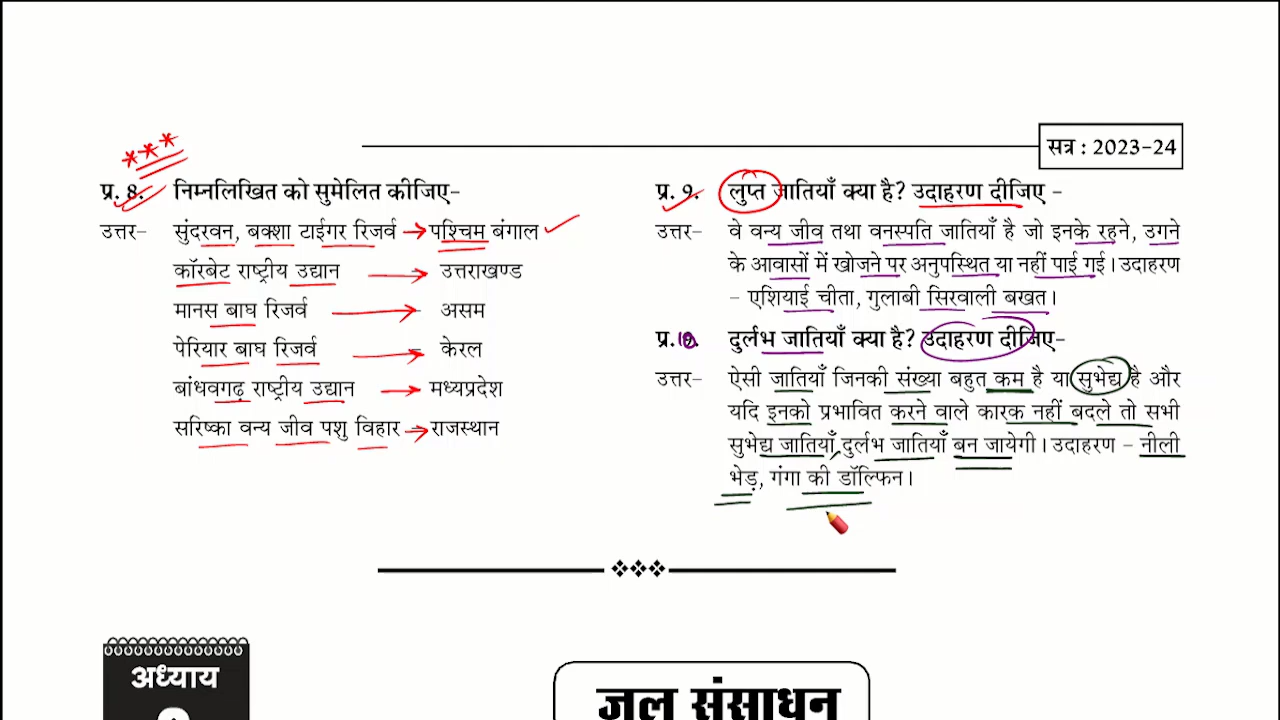 सत्र : 2023-24
प्र. 8. निम्नलिखित को सुमेलित कीजिए-
उत्तर- सुंदरवन, बक्शा टाईगर रिजर्व → पश्चिम बंगाल
कॉरबेट राष्ट्रीय उद्यान → उत्तराखण्ड
मानस बाघ रिजर्व → असम
पेरियार बाघ रिजर्व → केरल
बांधवगढ़ राष्ट्रीय उद्यान → मध्यप्रदेश
सरिष्का वन्य जीव पशु विहार → राजस्थान
प्र. 9. लुप्त जातियाँ क्या है? उदाहरण दीजिए -
उत्तर- वे वन्य जीव तथा वनस्पति जातियाँ है जो इनके रहने, उगने
के आवासों में खोजने पर अनुपस्थित या नहीं पाई गई। उदाहरण
- एशियाई चीता, गुलाबी सिरवाली बखत।
प्र. 10. दुर्लभ जातियाँ क्या है? उदाहरण दीजिए-
उत्तर- ऐसी जातियाँ जिनकी संख्या बहुत कम है या सुभेद्य है और
यदि इनको प्रभावित करने वाले कारक नहीं बदले तो सभी
सुभेद्य जातियाँ, दुर्लभ जातियाँ बन जायेगी। उदाहरण - नीली
भेड़, गंगा की डॉल्फिन।
अध्याय
जल संसाधन